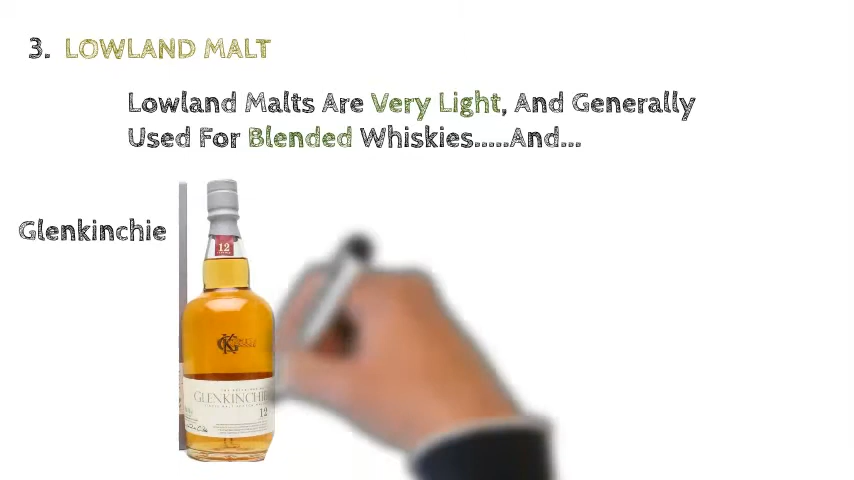 3. LOWLAND MALT
Lowland Malts Are Very Light, And Generally
Used For Blended Whiskies.....And...
Glenkinchie
12
GLENKINCHIE
12